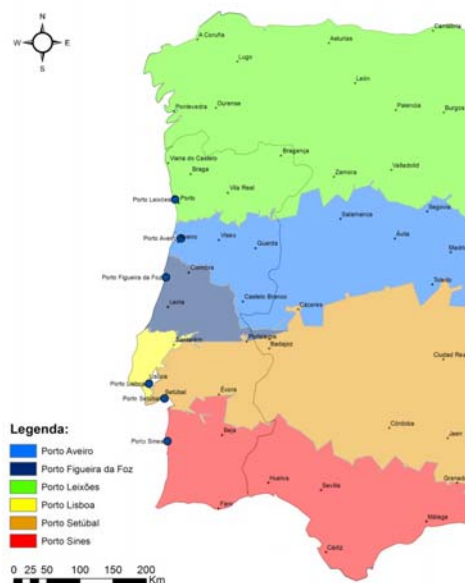 N
W E
S
A Coruña
Lugo
Asturias
Cantábria
León
Pontevedra
Ourense
Palencia
Burgos
Viana do Castelo
Braga
Bragança
Vila Real
Zamora
Valladolid
Porto Leixões
Porto
Salamanca
Segovia
Porto Aveiro
Viseu
Guarda
Ávila
Madrid
Porto Figueira da Foz
Coimbra
Toledo
Leiria
Castelo Branco
Cáceres
Santarém
Portalegre
Badajoz
Ciudad Real
Lisboa
Porto Lisboa
Porto Setúbal
Setúbal
Évora
Porto Sines
Beja
Córdoba
Jaen
Huelva
Sevilla
Granada
Faro
Málaga
Cádiz
Legenda:
Porto Aveiro
Porto Figueira da Foz
Porto Leixões
Porto Lisboa
Porto Setúbal
Porto Sines
0 25 50 100 150 200
Km